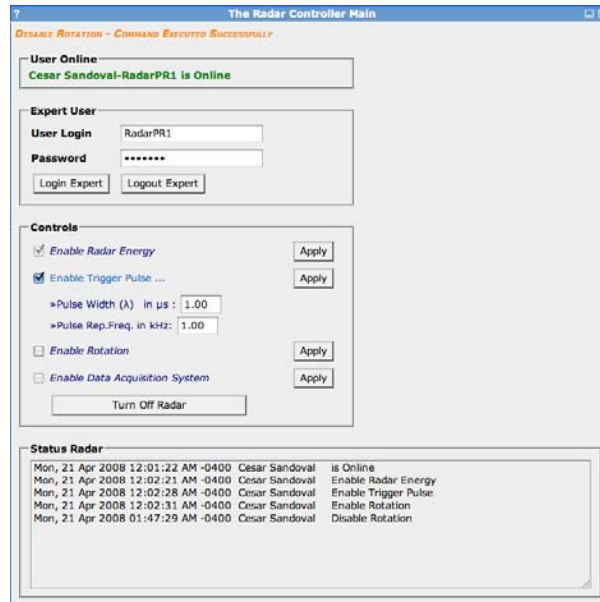 ? The Radar Controller Main
DISABLE ROTATION - COMMAND EXECUTED SUCCESSFULLY
User Online
Cesar Sandoval-RadarPR1 is Online
Expert User
User Login RadarPR1
Password •••••••
Login Expert Logout Expert
Controls
Enable Radar Energy Apply
Enable Trigger Pulse ... Apply
»Pulse Width (λ) in µs : 1.00
»Pulse Rep.Freq. in kHz: 1.00
Enable Rotation Apply
Enable Data Acquisition System Apply
Turn Off Radar
Status Radar
Mon, 21 Apr 2008 12:01:22 AM -0400 Cesar Sandoval is Online
Mon, 21 Apr 2008 12:02:21 AM -0400 Cesar Sandoval Enable Radar Energy
Mon, 21 Apr 2008 12:02:28 AM -0400 Cesar Sandoval Enable Trigger Pulse
Mon, 21 Apr 2008 12:02:31 AM -0400 Cesar Sandoval Enable Rotation
Mon, 21 Apr 2008 01:47:29 AM -0400 Cesar Sandoval Disable Rotation